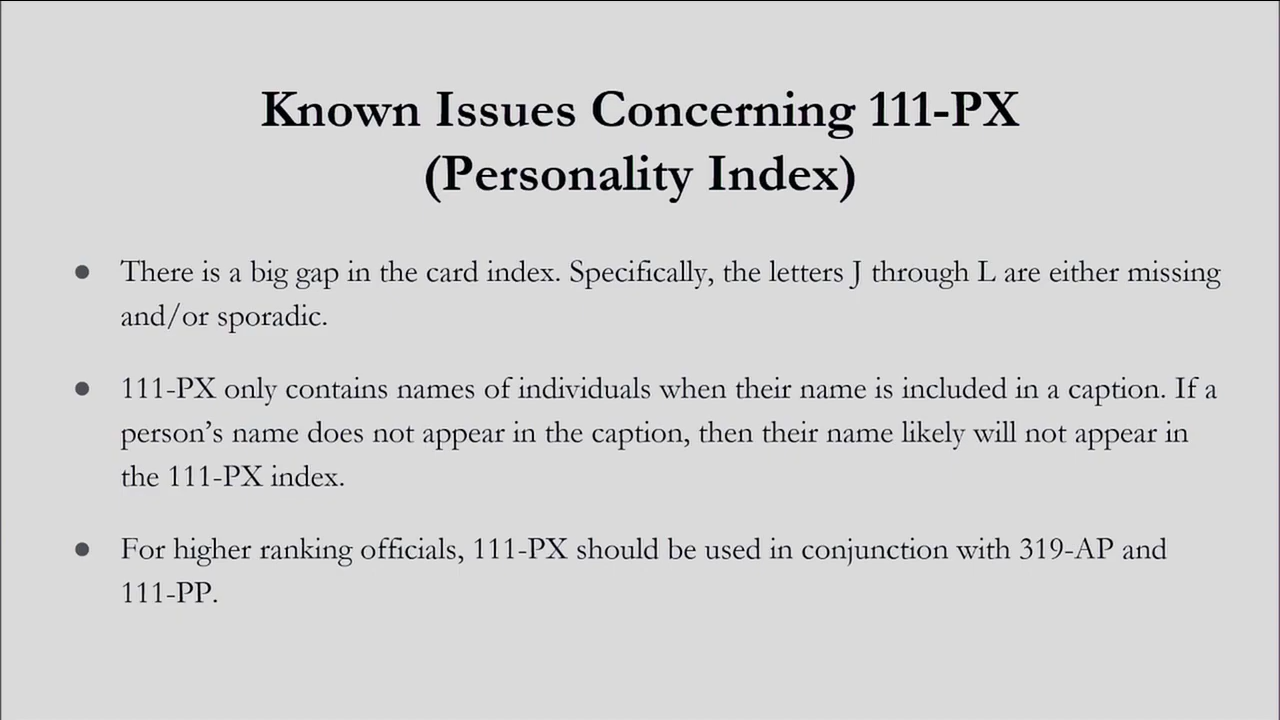 Known Issues Concerning 111-PX
(Personality Index)
● There is a big gap in the card index. Specifically, the letters J through L are either missing
and/or sporadic.
● 111-PX only contains names of individuals when their name is included in a caption. If a
person’s name does not appear in the caption, then their name likely will not appear in
the 111-PX index.
● For higher ranking officials, 111-PX should be used in conjunction with 319-AP and
111-PP.